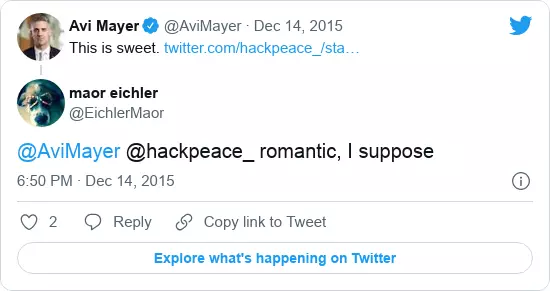 Avi Mayer @AviMayer · Dec 14, 2015
This is sweet. twitter.com/hackpeace_/sta…
maor eichler
@EichlerMaor
@AviMayer @hackpeace_ romantic, I suppose
6:50 PM · Dec 14, 2015
2 Reply Copy link to Tweet
Explore what's happening on Twitter